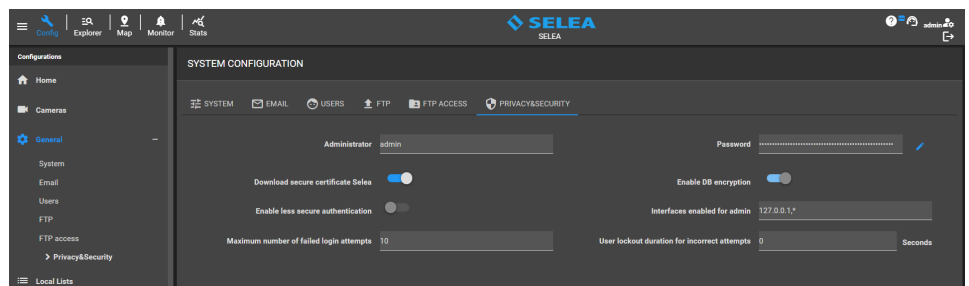 Config
Explorer
Map
Monitor
Stats
SELEA
SELEA
admin
Configurations
Home
Cameras
General
System
Email
Users
FTP
FTP access
Privacy&Security
Local Lists
SYSTEM CONFIGURATION
SYSTEM
EMAIL
USERS
FTP
FTP ACCESS
PRIVACY&SECURITY
Administrator admin
Password
Download secure certificate Selea
Enable DB encryption
Enable less secure authentication
Interfaces enabled for admin 127.0.0.1,*
Maximum number of failed login attempts 10
User lockout duration for incorrect attempts 0 Seconds